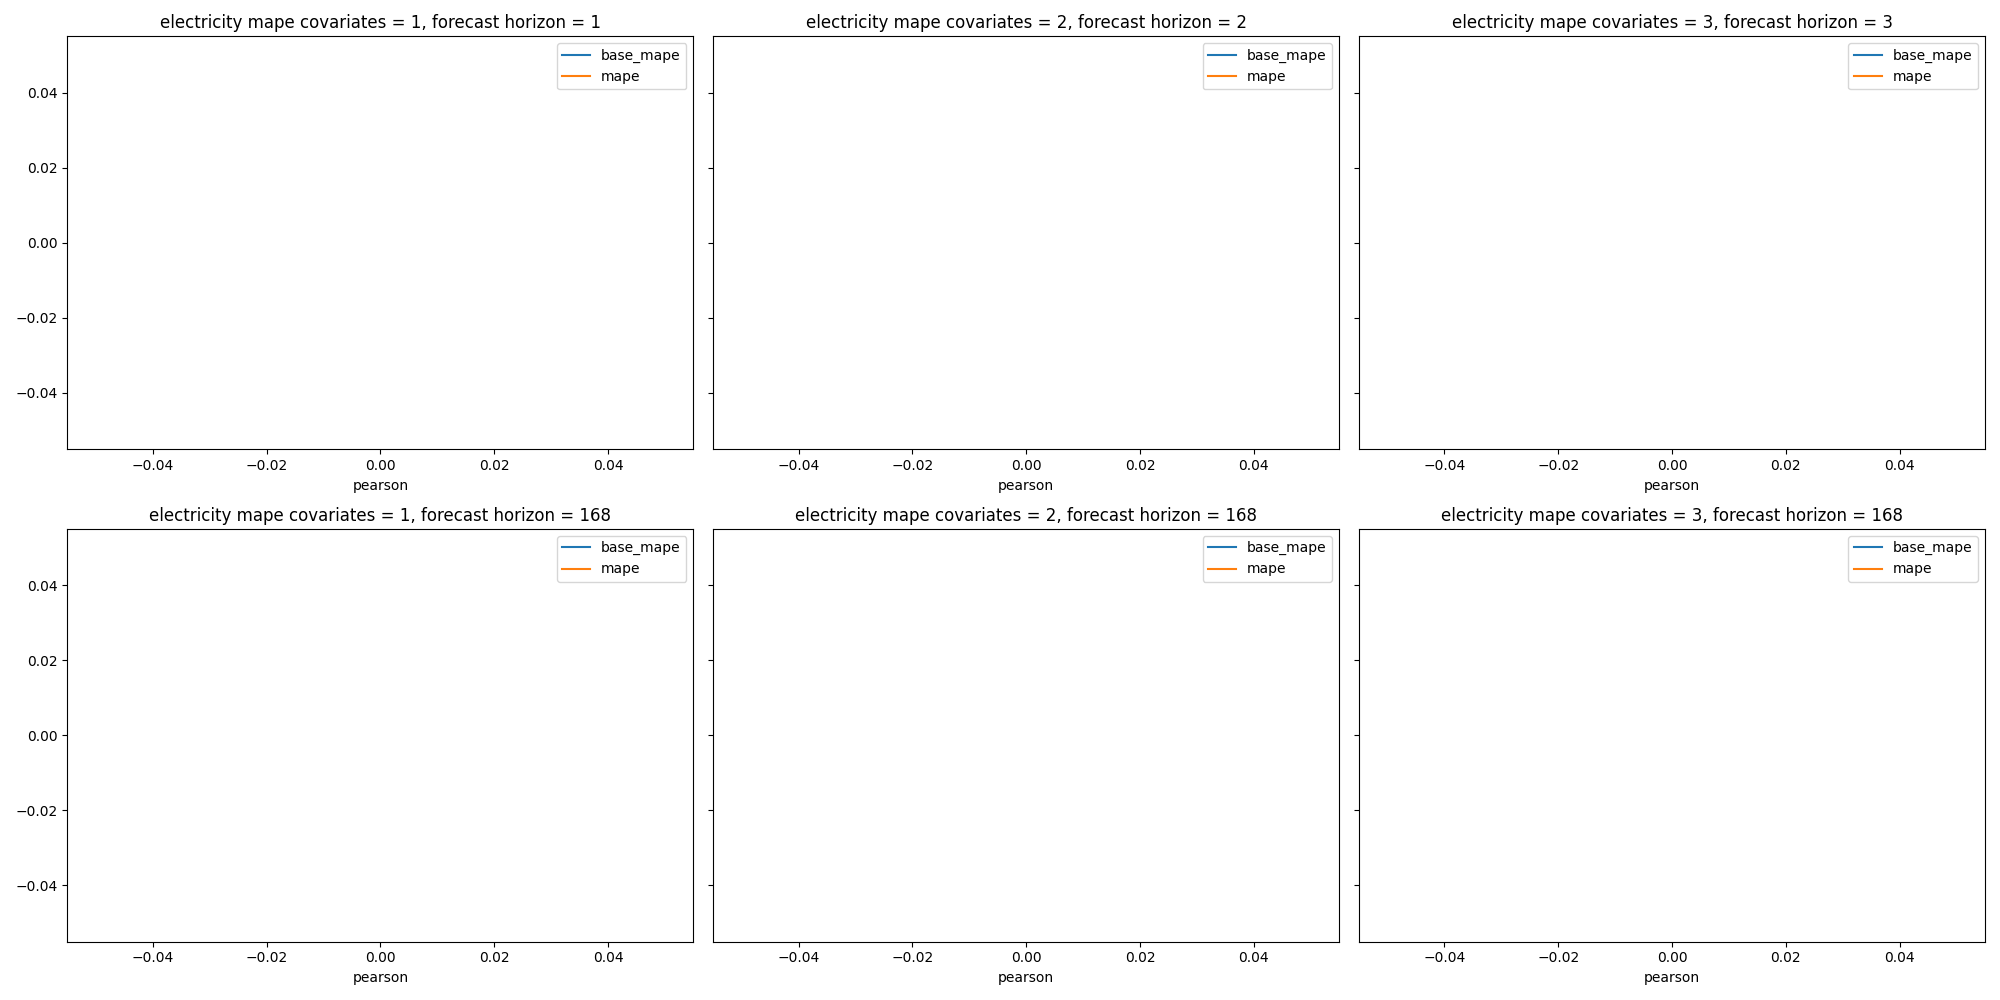 electricity mape covariates = 1, forecast horizon = 1
base_mape
mape
0.04
0.02
0.00
−0.02
−0.04
−0.04 −0.02 0.00 0.02 0.04
pearson
electricity mape covariates = 2, forecast horizon = 2
base_mape
mape
−0.04 −0.02 0.00 0.02 0.04
pearson
electricity mape covariates = 3, forecast horizon = 3
base_mape
mape
−0.04 −0.02 0.00 0.02 0.04
pearson
electricity mape covariates = 1, forecast horizon = 168
base_mape
mape
0.04
0.02
0.00
−0.02
−0.04
−0.04 −0.02 0.00 0.02 0.04
pearson
electricity mape covariates = 2, forecast horizon = 168
base_mape
mape
−0.04 −0.02 0.00 0.02 0.04
pearson
electricity mape covariates = 3, forecast horizon = 168
base_mape
mape
−0.04 −0.02 0.00 0.02 0.04
pearson